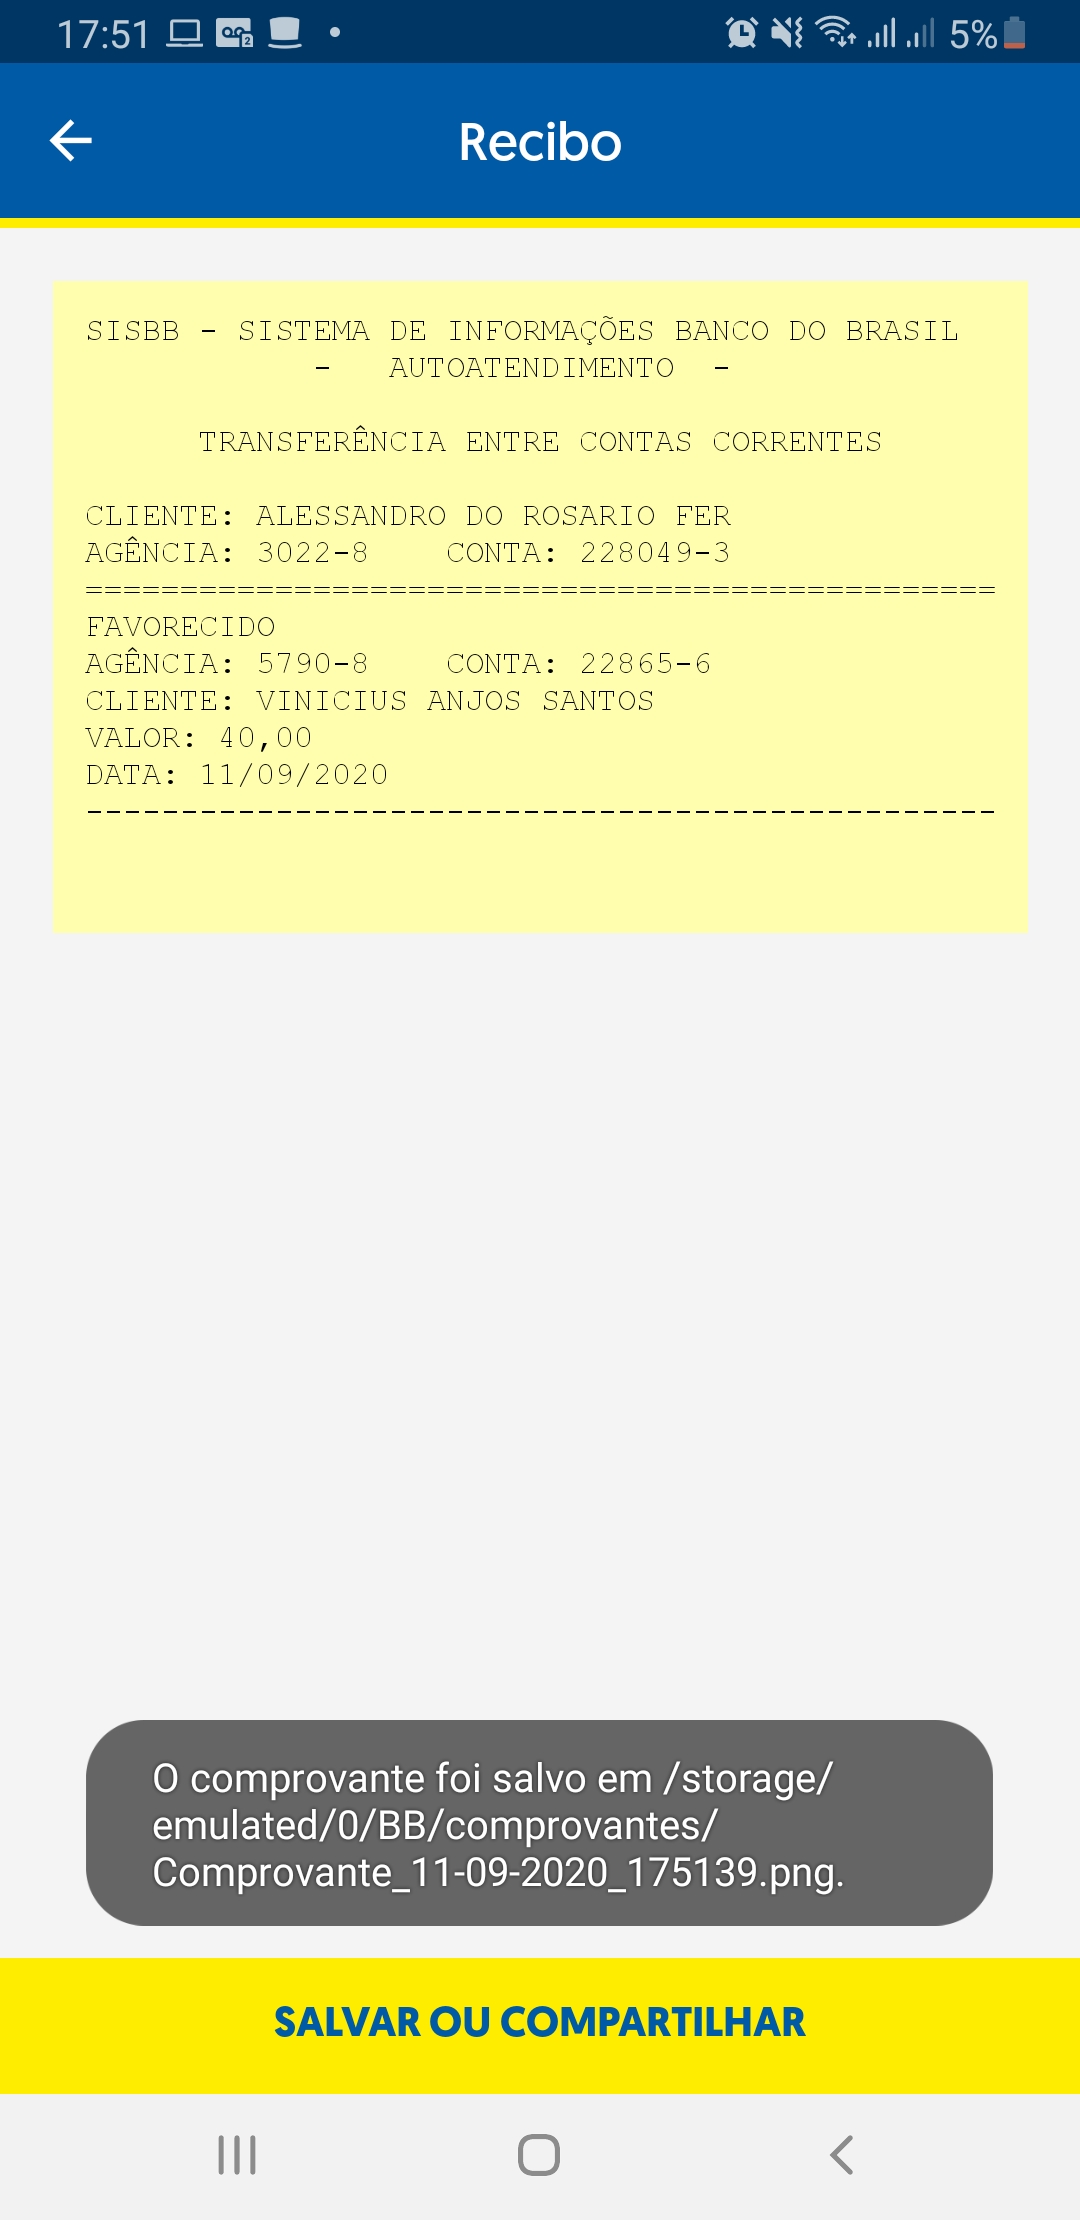 17:51
5%
Recibo
SISBB - SISTEMA DE INFORMAÇÕES BANCO DO BRASIL
- AUTOATENDIMENTO -
TRANSFERÊNCIA ENTRE CONTAS CORRENTES
CLIENTE: ALESSANDRO DO ROSARIO FER
AGÊNCIA: 3022-8 CONTA: 228049-3
================================================
FAVORECIDO
AGÊNCIA: 5790-8 CONTA: 22865-6
CLIENTE: VINICIUS ANJOS SANTOS
VALOR: 40,00
DATA: 11/09/2020
------------------------------------------------
O comprovante foi salvo em /storage/
emulated/0/BB/comprovantes/
Comprovante_11-09-2020_175139.png.
SALVAR OU COMPARTILHAR